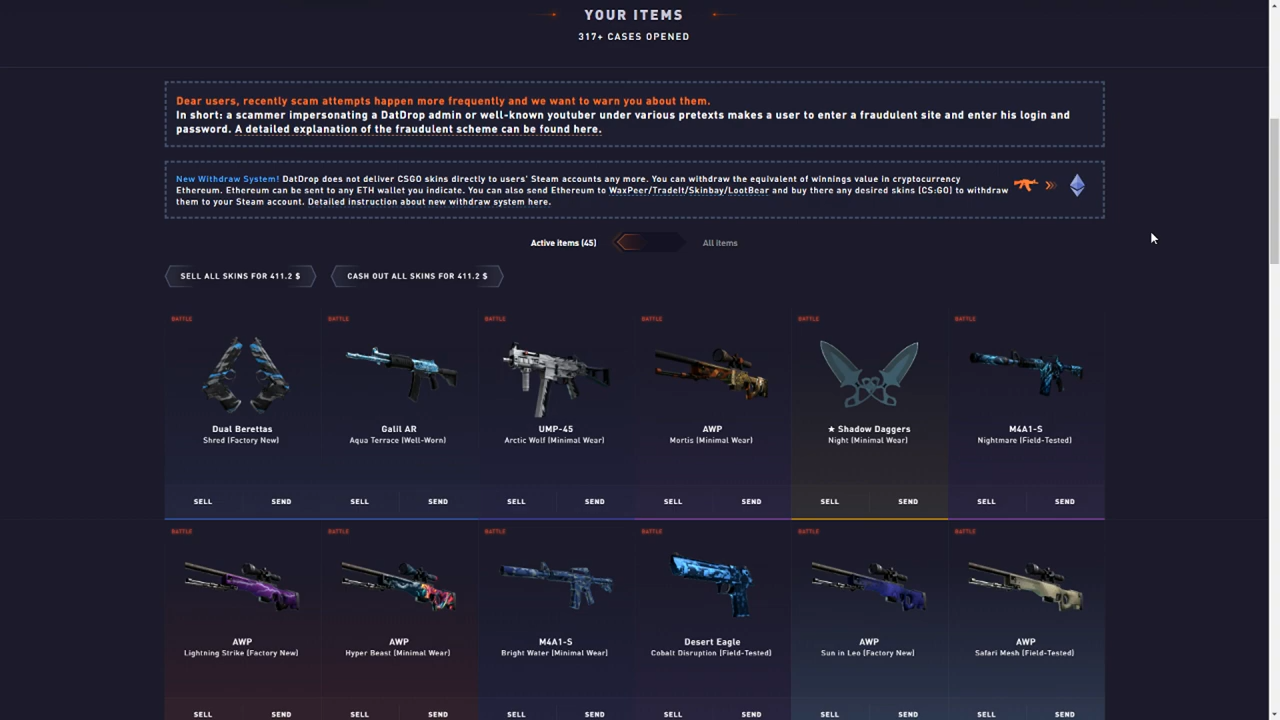 YOUR ITEMS
317+ CASES OPENED
Dear users, recently scam attempts happen more frequently and we want to warn you about them.
In short: a scammer impersonating a DatDrop admin or well-known youtuber under various pretexts makes a user to enter a fraudulent site and enter his login and
password. A detailed explanation of the fraudulent scheme can be found here.
New Withdraw System! DatDrop does not deliver CSGO skins directly to users' Steam accounts any more. You can withdraw the equivalent of winnings value in cryptocurrency
Ethereum. Ethereum can be sent to any ETH wallet you indicate. You can also send Ethereum to WaxPeer/TradeIt/Skinbay/LootBear and buy there any desired skins (CS:GO) to withdraw
them to your Steam account. Detailed instruction about new withdraw system here.
Active items (45) All items
SELL ALL SKINS FOR 411.2 $ CASH OUT ALL SKINS FOR 411.2 $
BATTLE BATTLE BATTLE BATTLE BATTLE BATTLE
Dual Berettas Galil AR UMP-45 AWP ★ Shadow Daggers M4A1-S
Shred (Factory New) Aqua Terrace (Well-Worn) Arctic Wolf (Minimal Wear) Mortis (Minimal Wear) Night (Minimal Wear) Nightmare (Field-Tested)
SELL SEND SELL SEND SELL SEND SELL SEND SELL SEND SELL SEND
BATTLE BATTLE BATTLE BATTLE BATTLE BATTLE
AWP AWP M4A1-S Desert Eagle AWP AWP
Lightning Strike (Factory New) Hyper Beast (Minimal Wear) Bright Water (Minimal Wear) Cobalt Disruption (Field-Tested) Sun in Leo (Factory New) Safari Mesh (Field-Tested)
SELL SEND SELL SEND SELL SEND SELL SEND SELL SEND SELL SEND